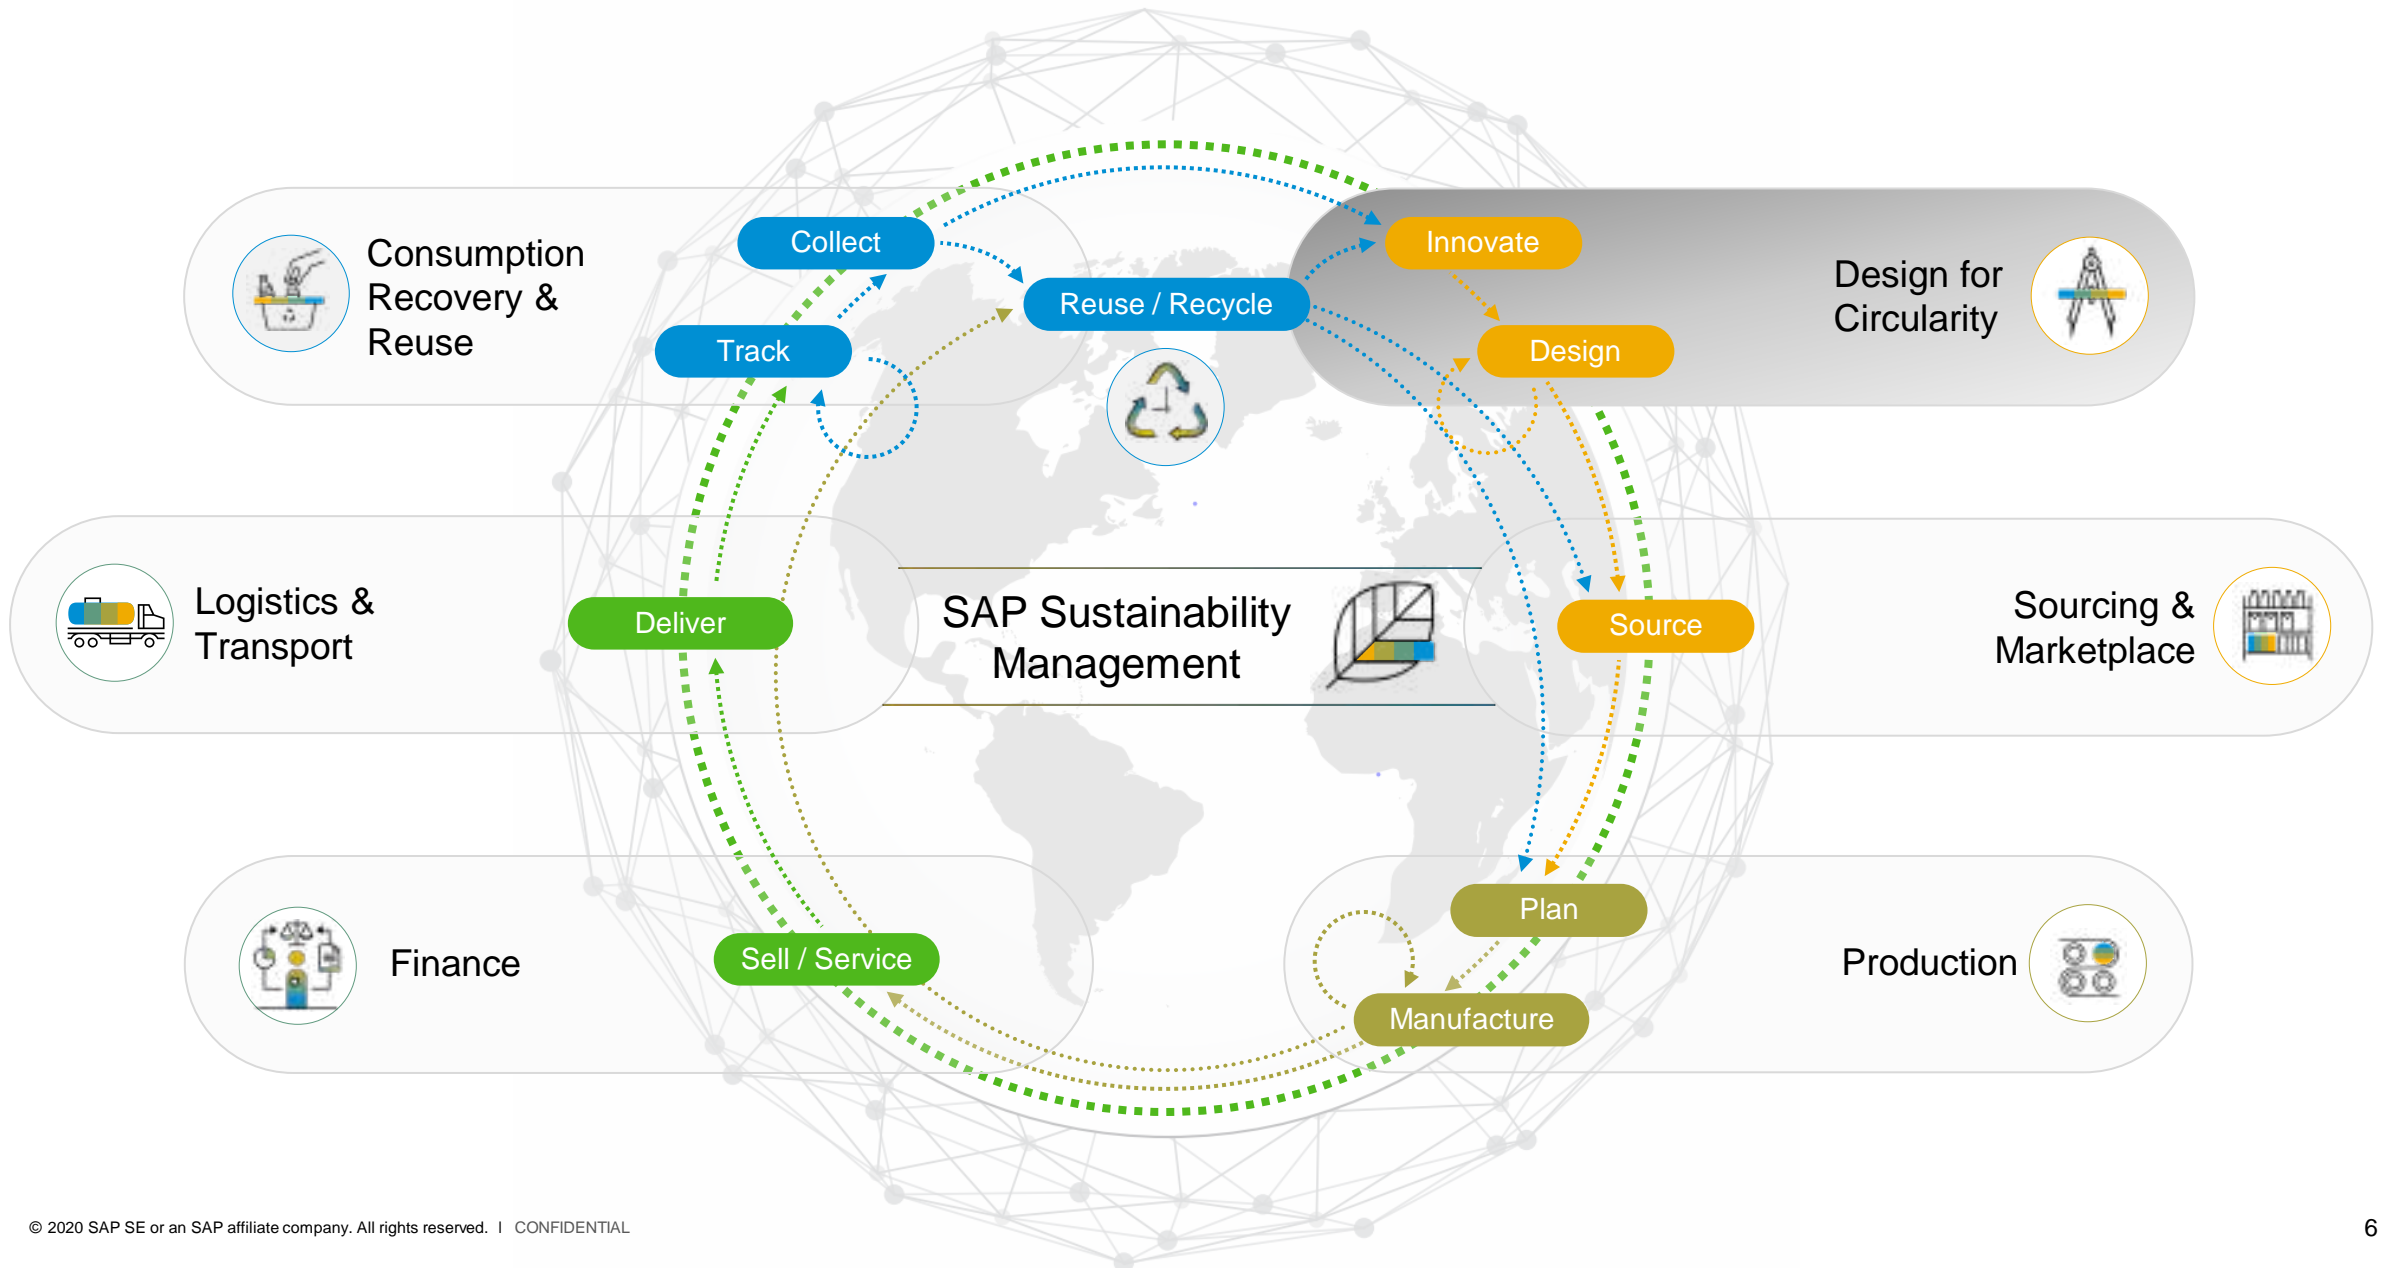 Collect
Innovate
Consumption
Recovery &
Reuse
Reuse / Recycle
Design for
Circularity
Track
Design
Logistics &
Transport
Deliver
SAP Sustainability
Management
Source
Sourcing &
Marketplace
Plan
Finance
Sell / Service
Production
Manufacture
© 2020 SAP SE or an SAP affiliate company. All rights reserved. ǀ CONFIDENTIAL
6